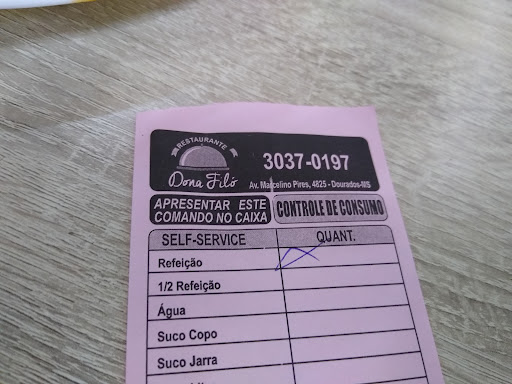 RESTAURANTE
Dona Filó
3037-0197
Av. Marcelino Pires, 4825 - Dourados-MS
APRESENTAR ESTE
COMANDO NO CAIXA
CONTROLE DE CONSUMO
SELF-SERVICE QUANT.
Refeição
1/2 Refeição
Água
Suco Copo
Suco Jarra